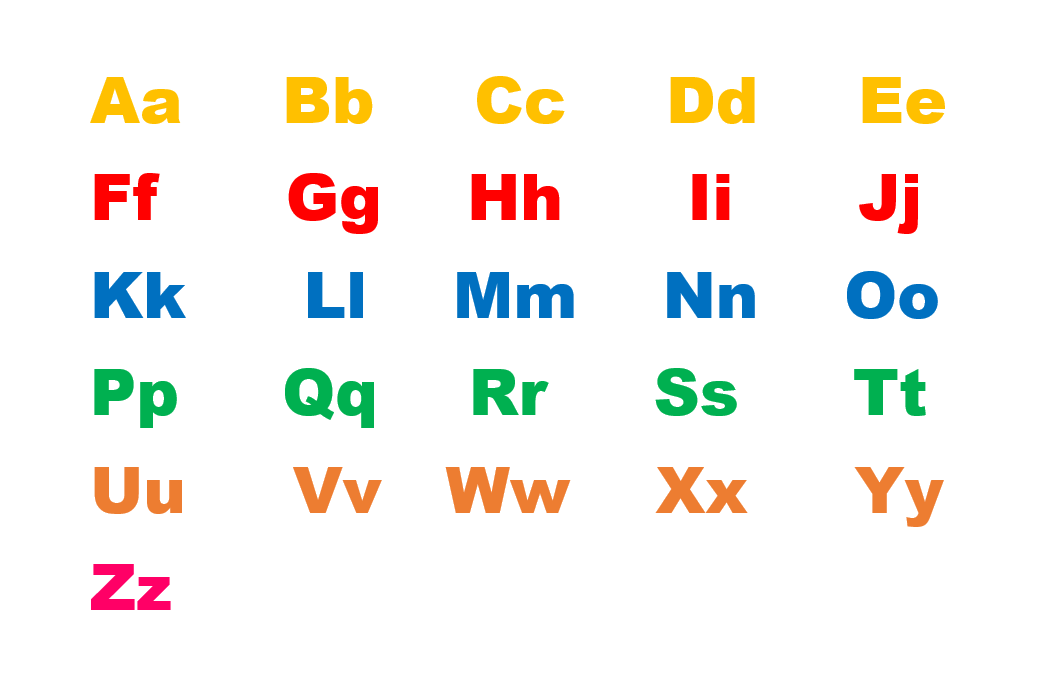 Aa Bb Cc Dd Ee
Ff Gg Hh Ii Jj
Kk Ll Mm Nn Oo
Pp Qq Rr Ss Tt
Uu Vv Ww Xx Yy
Zz